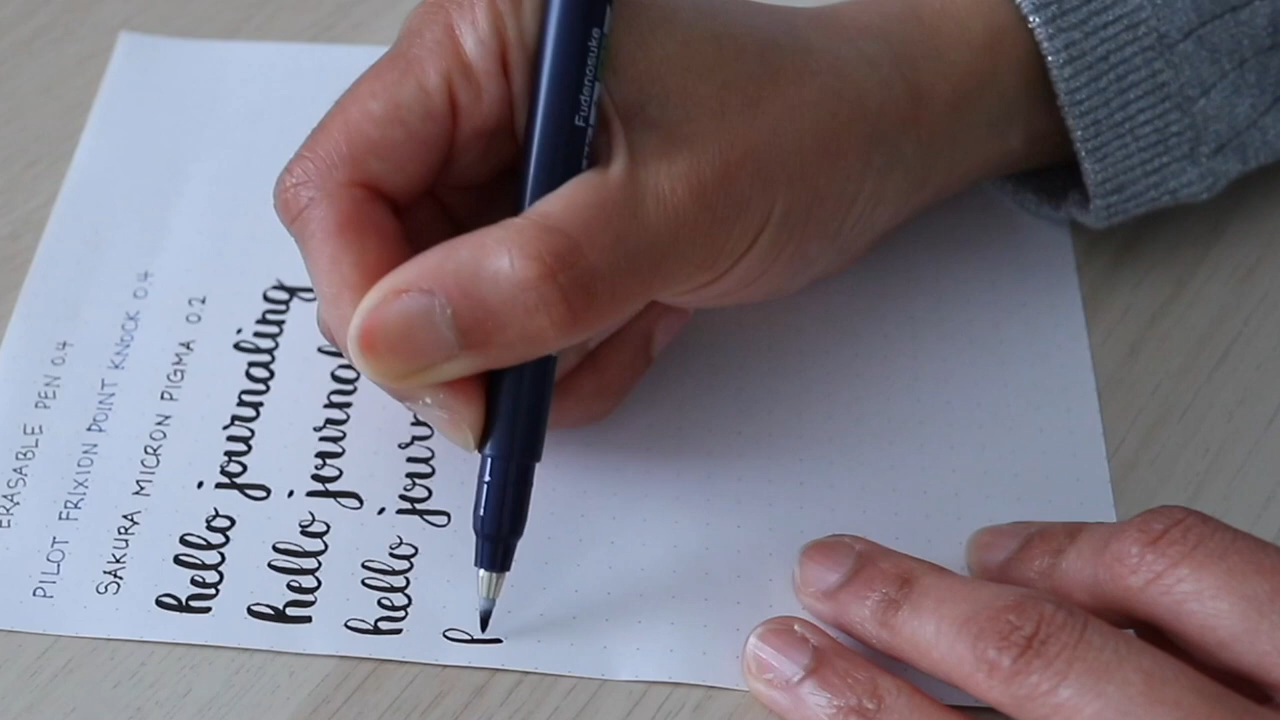 ERASABLE PEN 0.4
PILOT FRIXION POINT KNOCK 0.4
SAKURA MICRON PIGMA 0.2
hello journaling
hello journal
hello journ
h
Fudenosuke